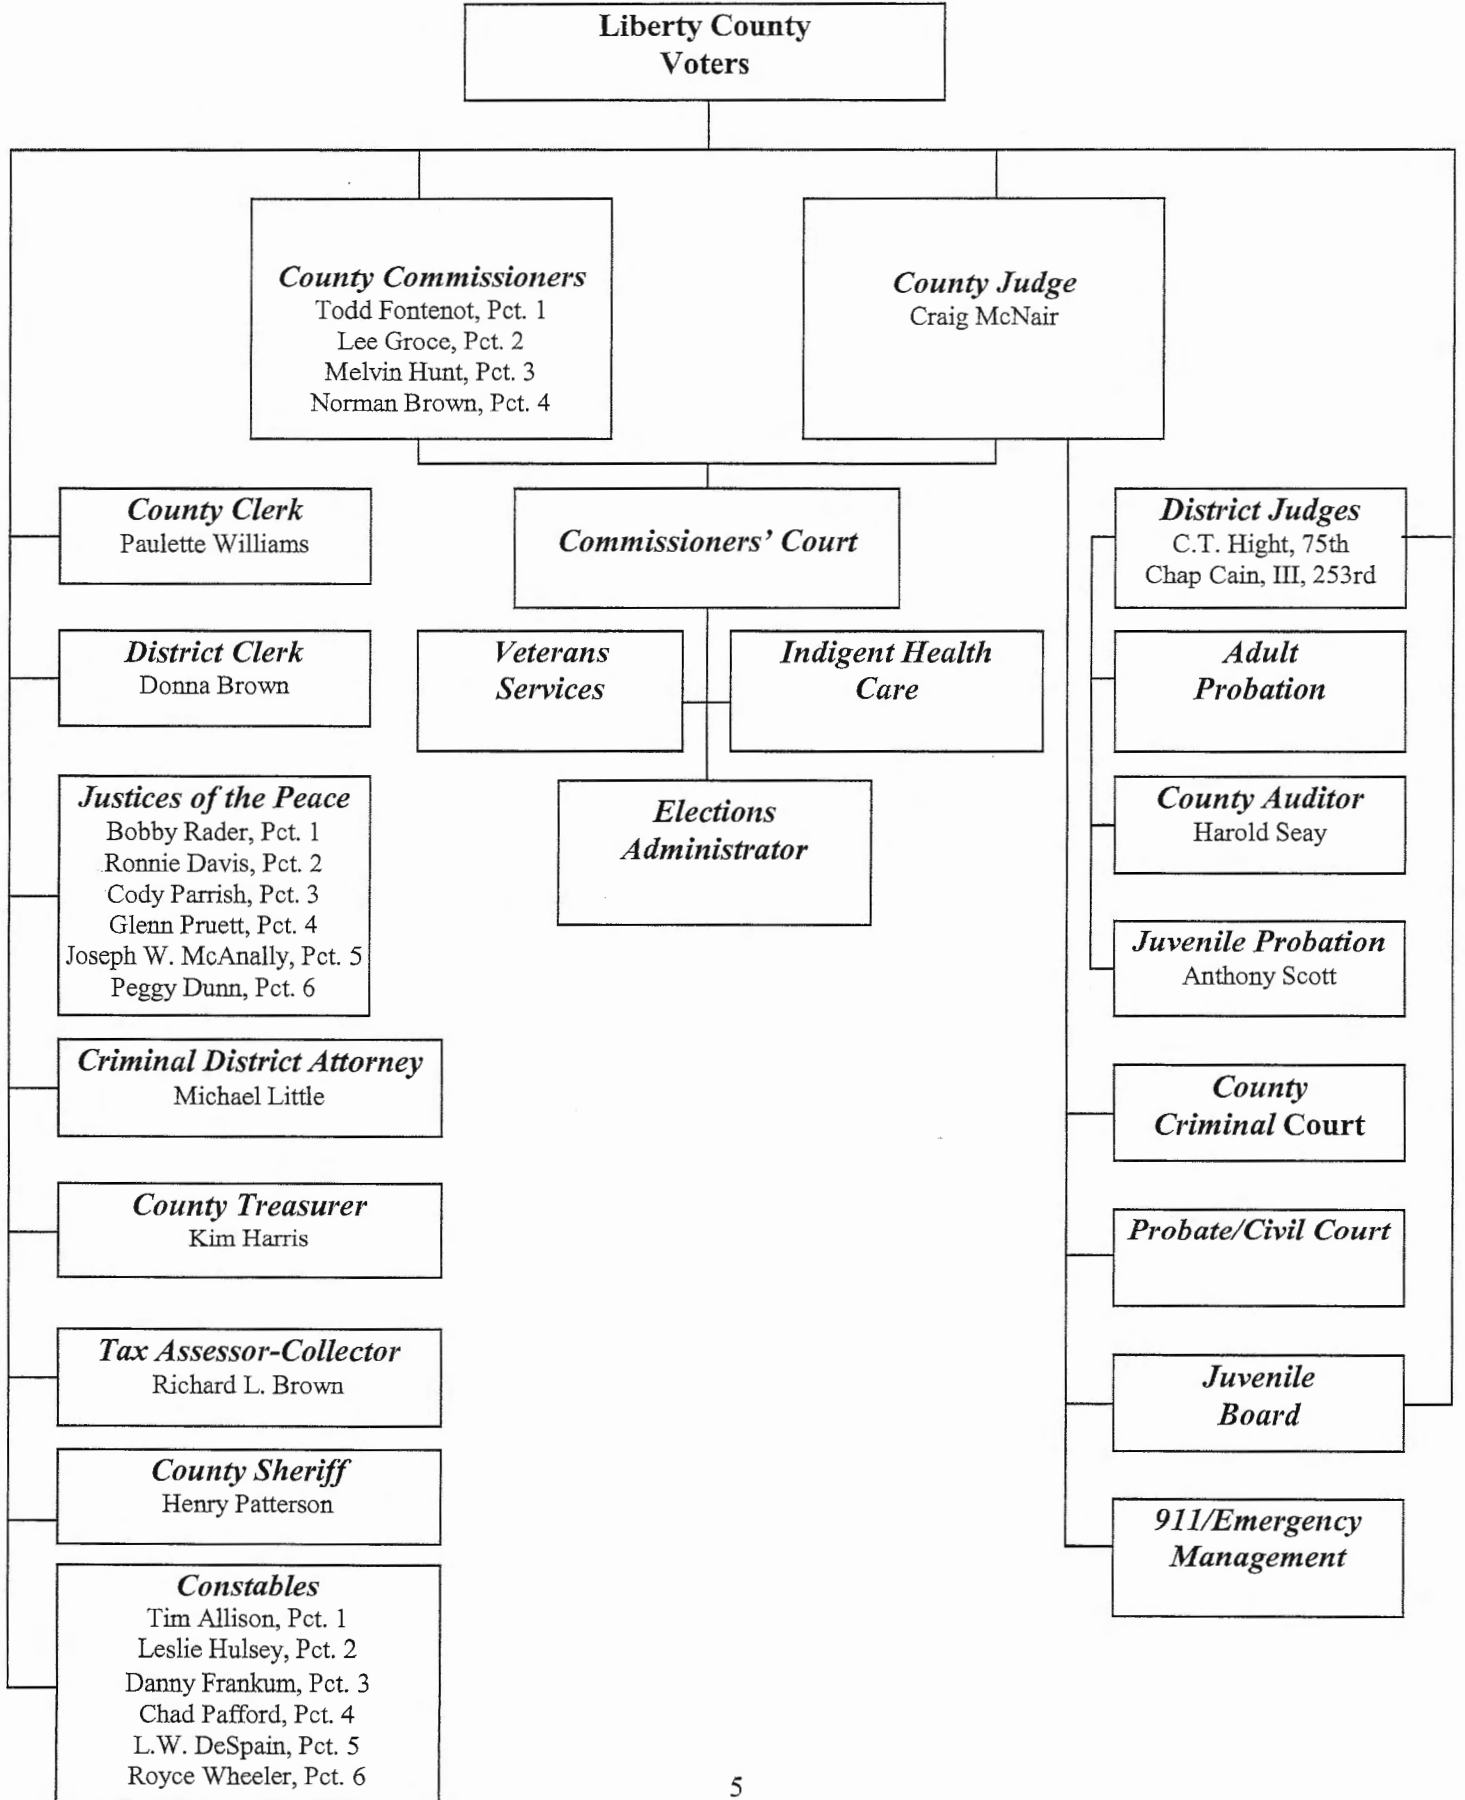 Liberty County
Voters
County Commissioners
Todd Fontenot, Pct. 1
Lee Groce, Pct. 2
Melvin Hunt, Pct. 3
Norman Brown, Pct. 4
County Judge
Craig McNair
County Clerk
Paulette Williams
District Clerk
Donna Brown
Justices of the Peace
Bobby Rader, Pct. 1
Ronnie Davis, Pct. 2
Cody Parrish, Pct. 3
Glenn Pruett, Pct. 4
Joseph W. McAnally, Pct. 5
Peggy Dunn, Pct. 6
Criminal District Attorney
Michael Little
County Treasurer
Kim Harris
Tax Assessor-Collector
Richard L. Brown
County Sheriff
Henry Patterson
Constables
Tim Allison, Pct. 1
Leslie Hulsey, Pct. 2
Danny Frankum, Pct. 3
Chad Pafford, Pct. 4
L.W. DeSpain, Pct. 5
Royce Wheeler, Pct. 6
Commissioners' Court
Veterans
Services
Indigent Health
Care
Elections
Administrator
District Judges
C.T. Hight, 75th
Chap Cain, III, 253rd
Adult
Probation
County Auditor
Harold Seay
Juvenile Probation
Anthony Scott
County
Criminal Court
Probate/Civil Court
Juvenile
Board
911/Emergency
Management
5